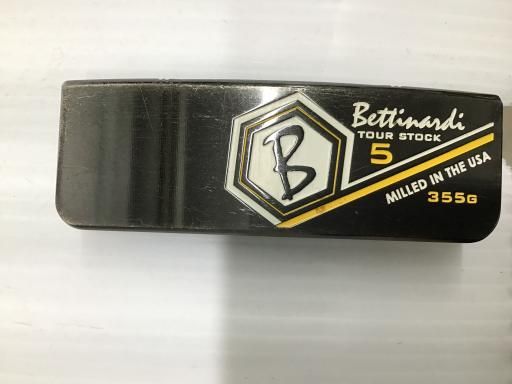 Bettinardi
TOUR STOCK
5
B
MILLED IN THE USA
355G